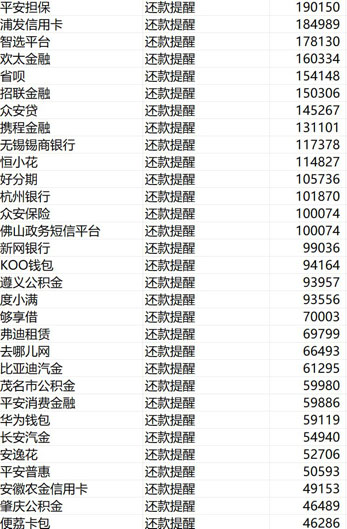 平安担保 还款提醒 190150
浦发信用卡 还款提醒 184989
智选平台 还款提醒 178130
欢太金融 还款提醒 160334
省呗 还款提醒 154148
招联金融 还款提醒 150306
众安贷 还款提醒 145267
携程金融 还款提醒 131101
无锡锡商银行 还款提醒 117378
恒小花 还款提醒 114827
好分期 还款提醒 105736
杭州银行 还款提醒 101870
众安保险 还款提醒 100074
佛山政务短信平台 还款提醒 100074
新网银行 还款提醒 99036
KOO钱包 还款提醒 94164
遵义公积金 还款提醒 93957
度小满 还款提醒 93556
够享借 还款提醒 70003
弗迪租赁 还款提醒 69799
去哪儿网 还款提醒 66493
比亚迪汽金 还款提醒 61295
茂名市公积金 还款提醒 59980
平安消费金融 还款提醒 59886
华为钱包 还款提醒 59119
长安汽金 还款提醒 54940
安逸花 还款提醒 52706
平安普惠 还款提醒 50593
安徽农金信用卡 还款提醒 49153
肇庆公积金 还款提醒 46489
便荔卡包 还款提醒 46286